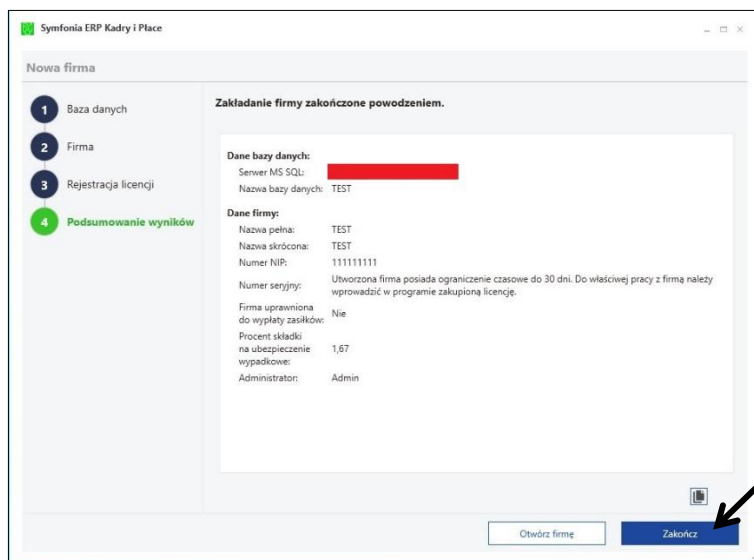 Symfonia ERP Kadry i Płace
Nowa firma
1 Baza danych
2 Firma
3 Rejestracja licencji
4 Podsumowanie wyników
Zakładanie firmy zakończone powodzeniem.
Dane bazy danych:
Serwer MS SQL:
Nazwa bazy danych: TEST
Dane firmy:
Nazwa pełna: TEST
Nazwa skrócona: TEST
Numer NIP: 111111111
Numer seryjny: Utworzona firma posiada ograniczenie czasowe do 30 dni. Do właściwej pracy z firmą należy
wprowadzić w programie zakupioną licencję.
Firma uprawniona
do wypłaty zasiłków: Nie
Procent składki
na ubezpieczenie 1,67
wypadkowe:
Administrator: Admin
Otwórz firmę Zakończ